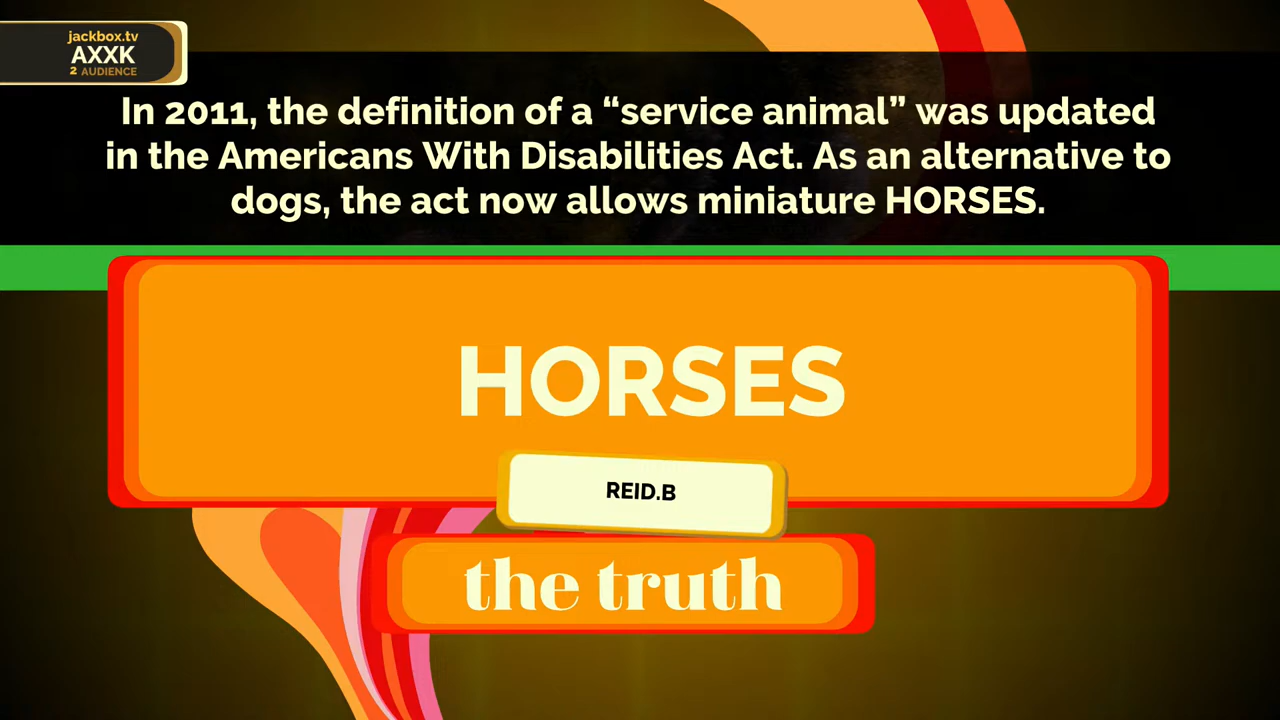 jackbox.tv
AXXK
2 AUDIENCE
In 2011, the definition of a “service animal” was updated
in the Americans With Disabilities Act. As an alternative to
dogs, the act now allows miniature HORSES.
HORSES
REID.B
the truth